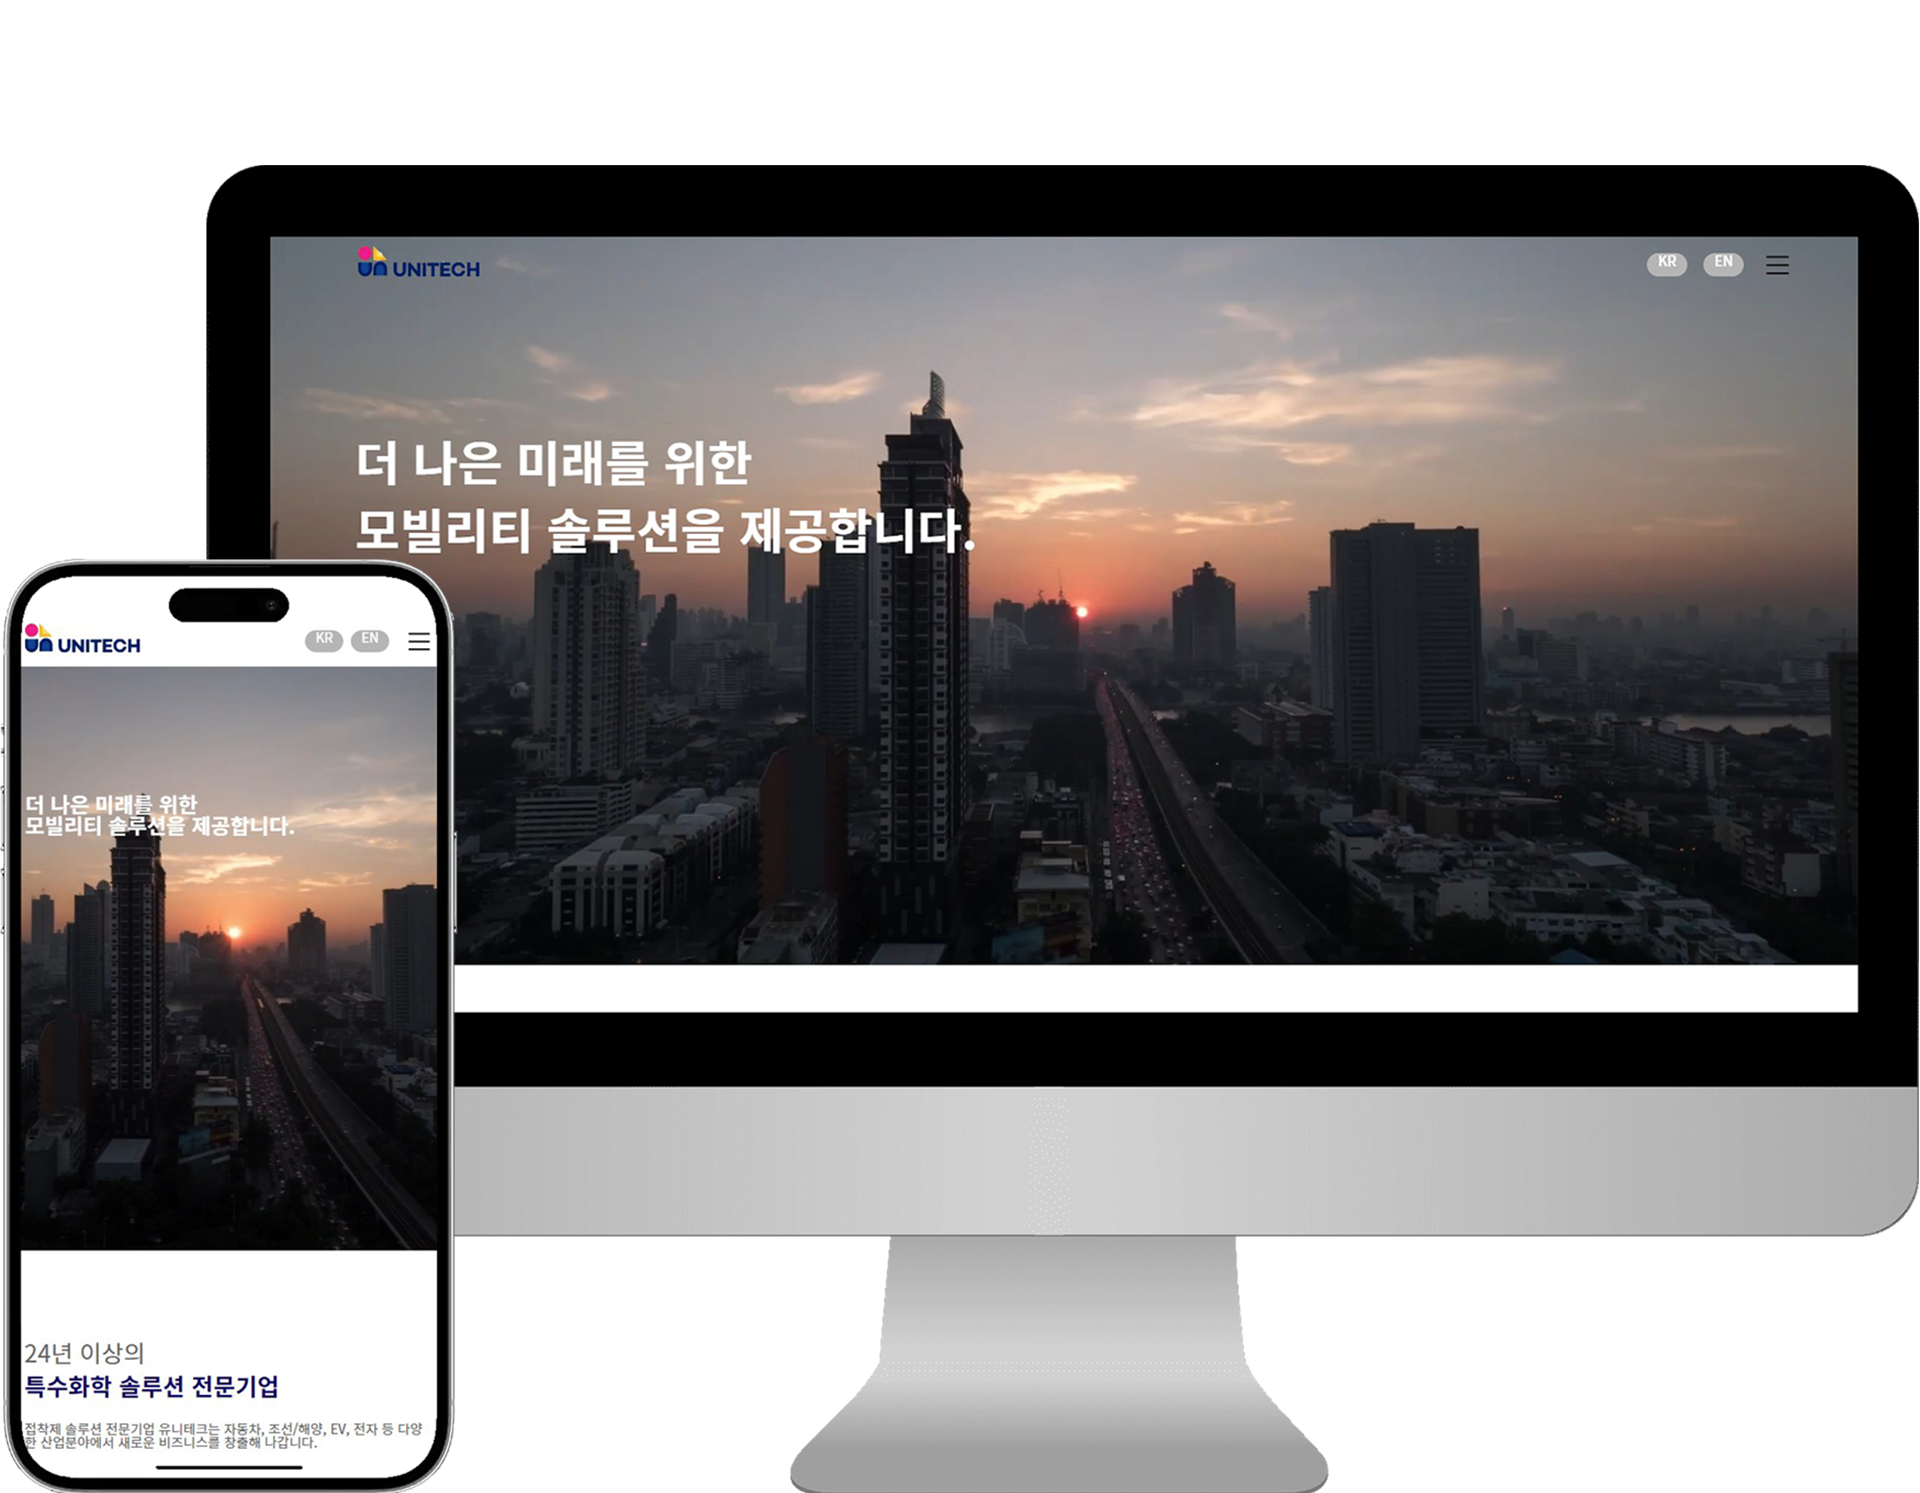 UNITECH
KR EN
더 나은 미래를 위한
모빌리티 솔루션을 제공합니다.
UNITECH
KR EN
더 나은 미래를 위한
모빌리티 솔루션을 제공합니다.
24년 이상의
특수화학 솔루션 전문기업
접착제 솔루션 전문기업 유니테크는 자동차, 조선/해양, EV, 전자 등 다양
한 산업분야에서 새로운 비즈니스를 창출해 나갑니다.